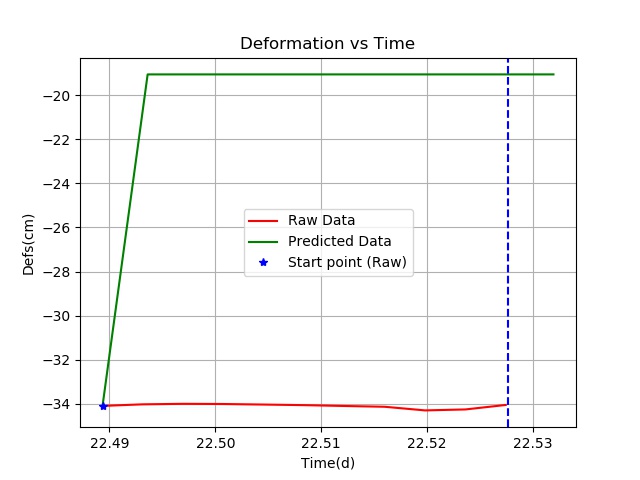 Deformation vs Time
Defs(cm)
−20
−22
−24
−26
−28
−30
−32
−34
Raw Data
Predicted Data
Start point (Raw)
22.49 22.50 22.51 22.52 22.53
Time(d)